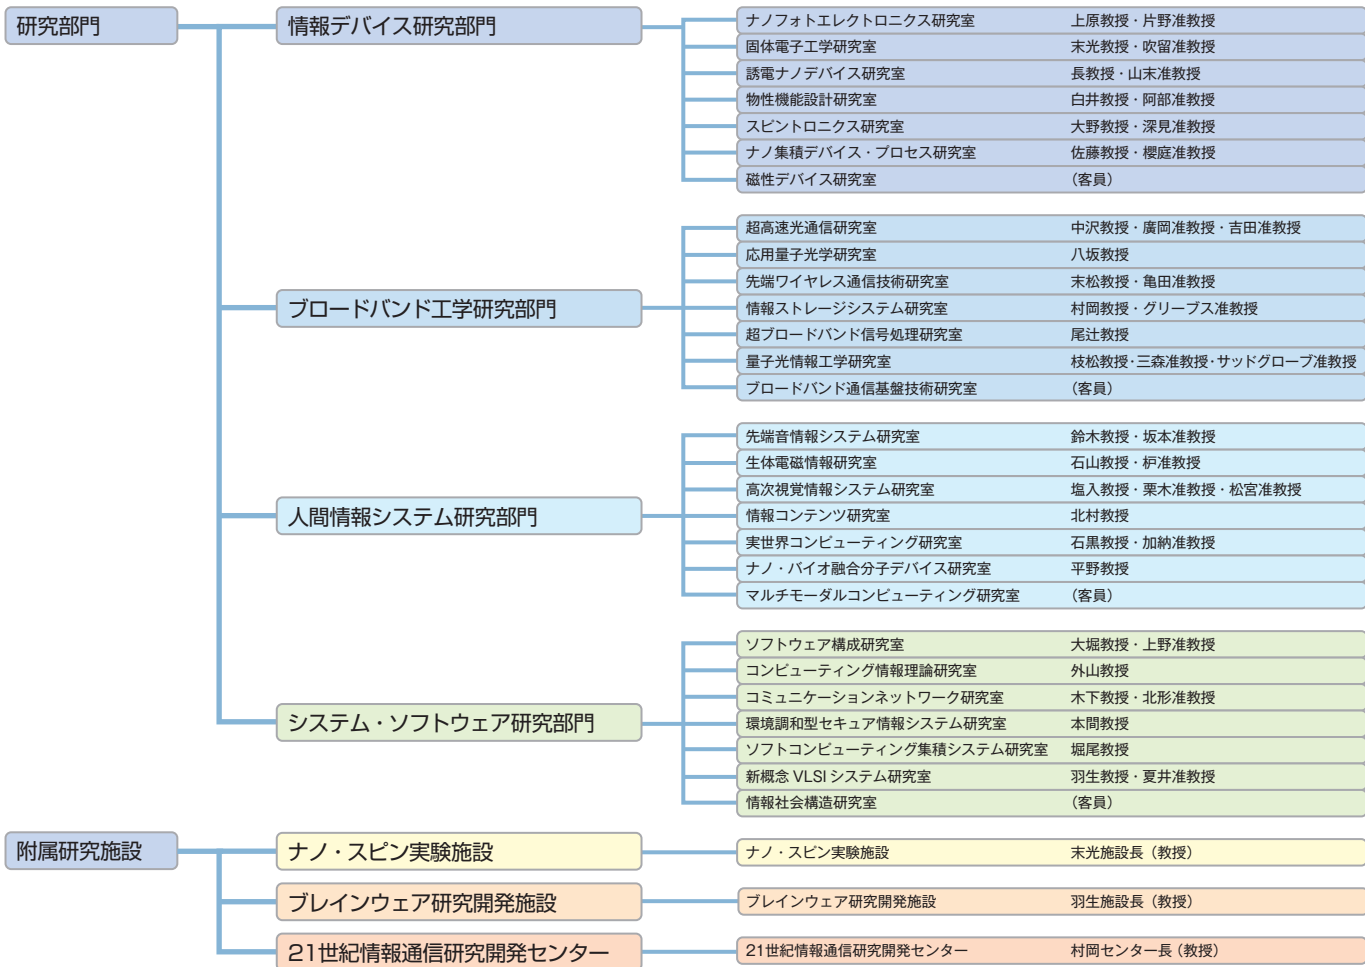 研究部門
情報デバイス研究部門
ナノフォトエレクトロニクス研究室 上原教授・片野准教授
固体電子工学研究室 末光教授・吹留准教授
誘電ナノデバイス研究室 長教授・山末准教授
物性機能設計研究室 白井教授・阿部准教授
スピントロニクス研究室 大野教授・深見准教授
ナノ集積デバイス・プロセス研究室 佐藤教授・櫻庭准教授
磁性デバイス研究室 （客員）
ブロードバンド工学研究部門
超高速光通信研究室 中沢教授・廣岡准教授・吉田准教授
応用量子光学研究室 八坂教授
先端ワイヤレス通信技術研究室 末松教授・亀田准教授
情報ストレージシステム研究室 村岡教授・グリーブス准教授
超ブロードバンド信号処理研究室 尾辻教授
量子光情報工学研究室 枝松教授・三森准教授・サッドグローブ准教授
ブロードバンド通信基盤技術研究室 （客員）
人間情報システム研究部門
先端音情報システム研究室 鈴木教授・坂本准教授
生体電磁情報研究室 石山教授・枦准教授
高次視覚情報システム研究室 塩入教授・栗木准教授・松宮准教授
情報コンテンツ研究室 北村教授
実世界コンピューティング研究室 石黒教授・加納准教授
ナノ・バイオ融合分子デバイス研究室 平野教授
マルチモーダルコンピューティング研究室 （客員）
システム・ソフトウェア研究部門
ソフトウェア構成研究室 大堀教授・上野准教授
コンピューティング情報理論研究室 外山教授
コミュニケーションネットワーク研究室 木下教授・北形准教授
環境調和型セキュア情報システム研究室 本間教授
ソフトコンピューティング集積システム研究室 堀尾教授
新概念 VLSI システム研究室 羽生教授・夏井准教授
情報社会構造研究室 （客員）
附属研究施設
ナノ・スピン実験施設
ナノ・スピン実験施設 末光施設長（教授）
ブレインウェア研究開発施設
ブレインウェア研究開発施設 羽生施設長（教授）
21世紀情報通信研究開発センター
21世紀情報通信研究開発センター 村岡センター長（教授）